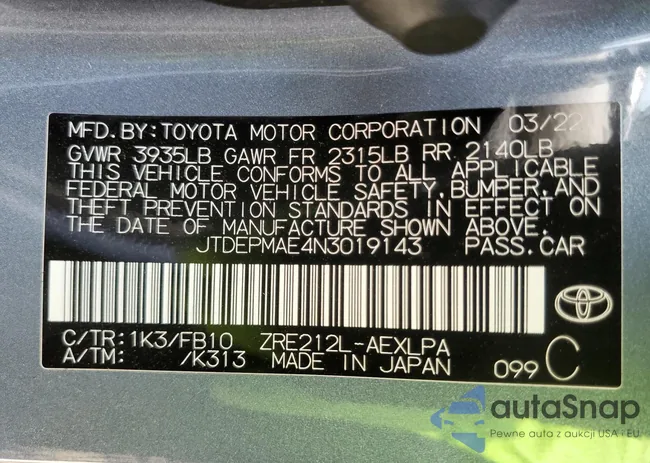 MFD.BY:TOYOTA MOTOR CORPORATION 03/22
GVWR 3935LB GAWR FR 2315LB RR 2140LB
THIS VEHICLE CONFORMS TO ALL APPLICABLE
FEDERAL MOTOR VEHICLE SAFETY, BUMPER, AND
THEFT PREVENTION STANDARDS IN EFFECT ON
THE DATE OF MANUFACTURE SHOWN ABOVE.
JTDEPMAE4N3019143 PASS.CAR
C/TR:1K3/FB10 ZRE212L-AEXLPA
A/TM: /K313 MADE IN JAPAN 099 C
autaSnap
Pewne auta z aukcji USA i EU